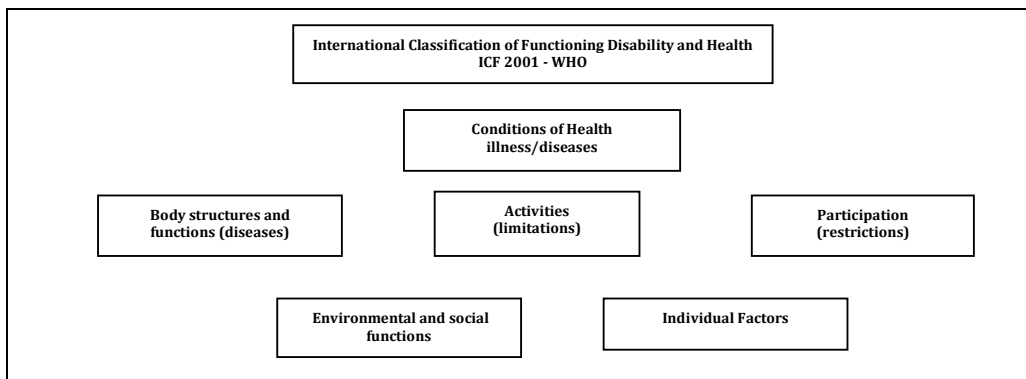 International Classification of Functioning Disability and Health
ICF 2001 - WHO
Conditions of Health
illness/diseases
Body structures and
functions (diseases)
Activities
(limitations)
Participation
(restrictions)
Environmental and social
functions
Individual Factors